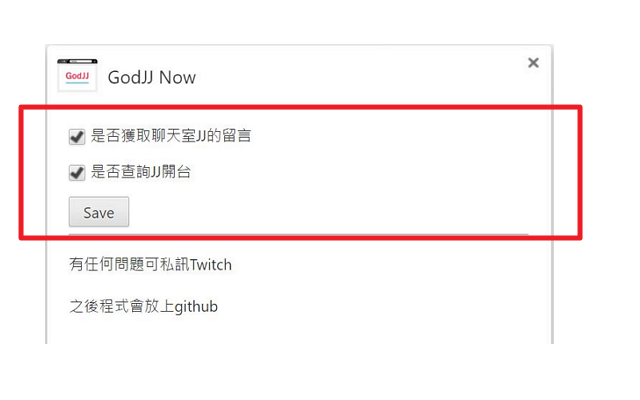 GodJJ
GodJJ Now
是否獲取聊天室JJ的留言
是否查詢JJ開台
Save
有任何問題可私訊Twitch
之後程式會放上github